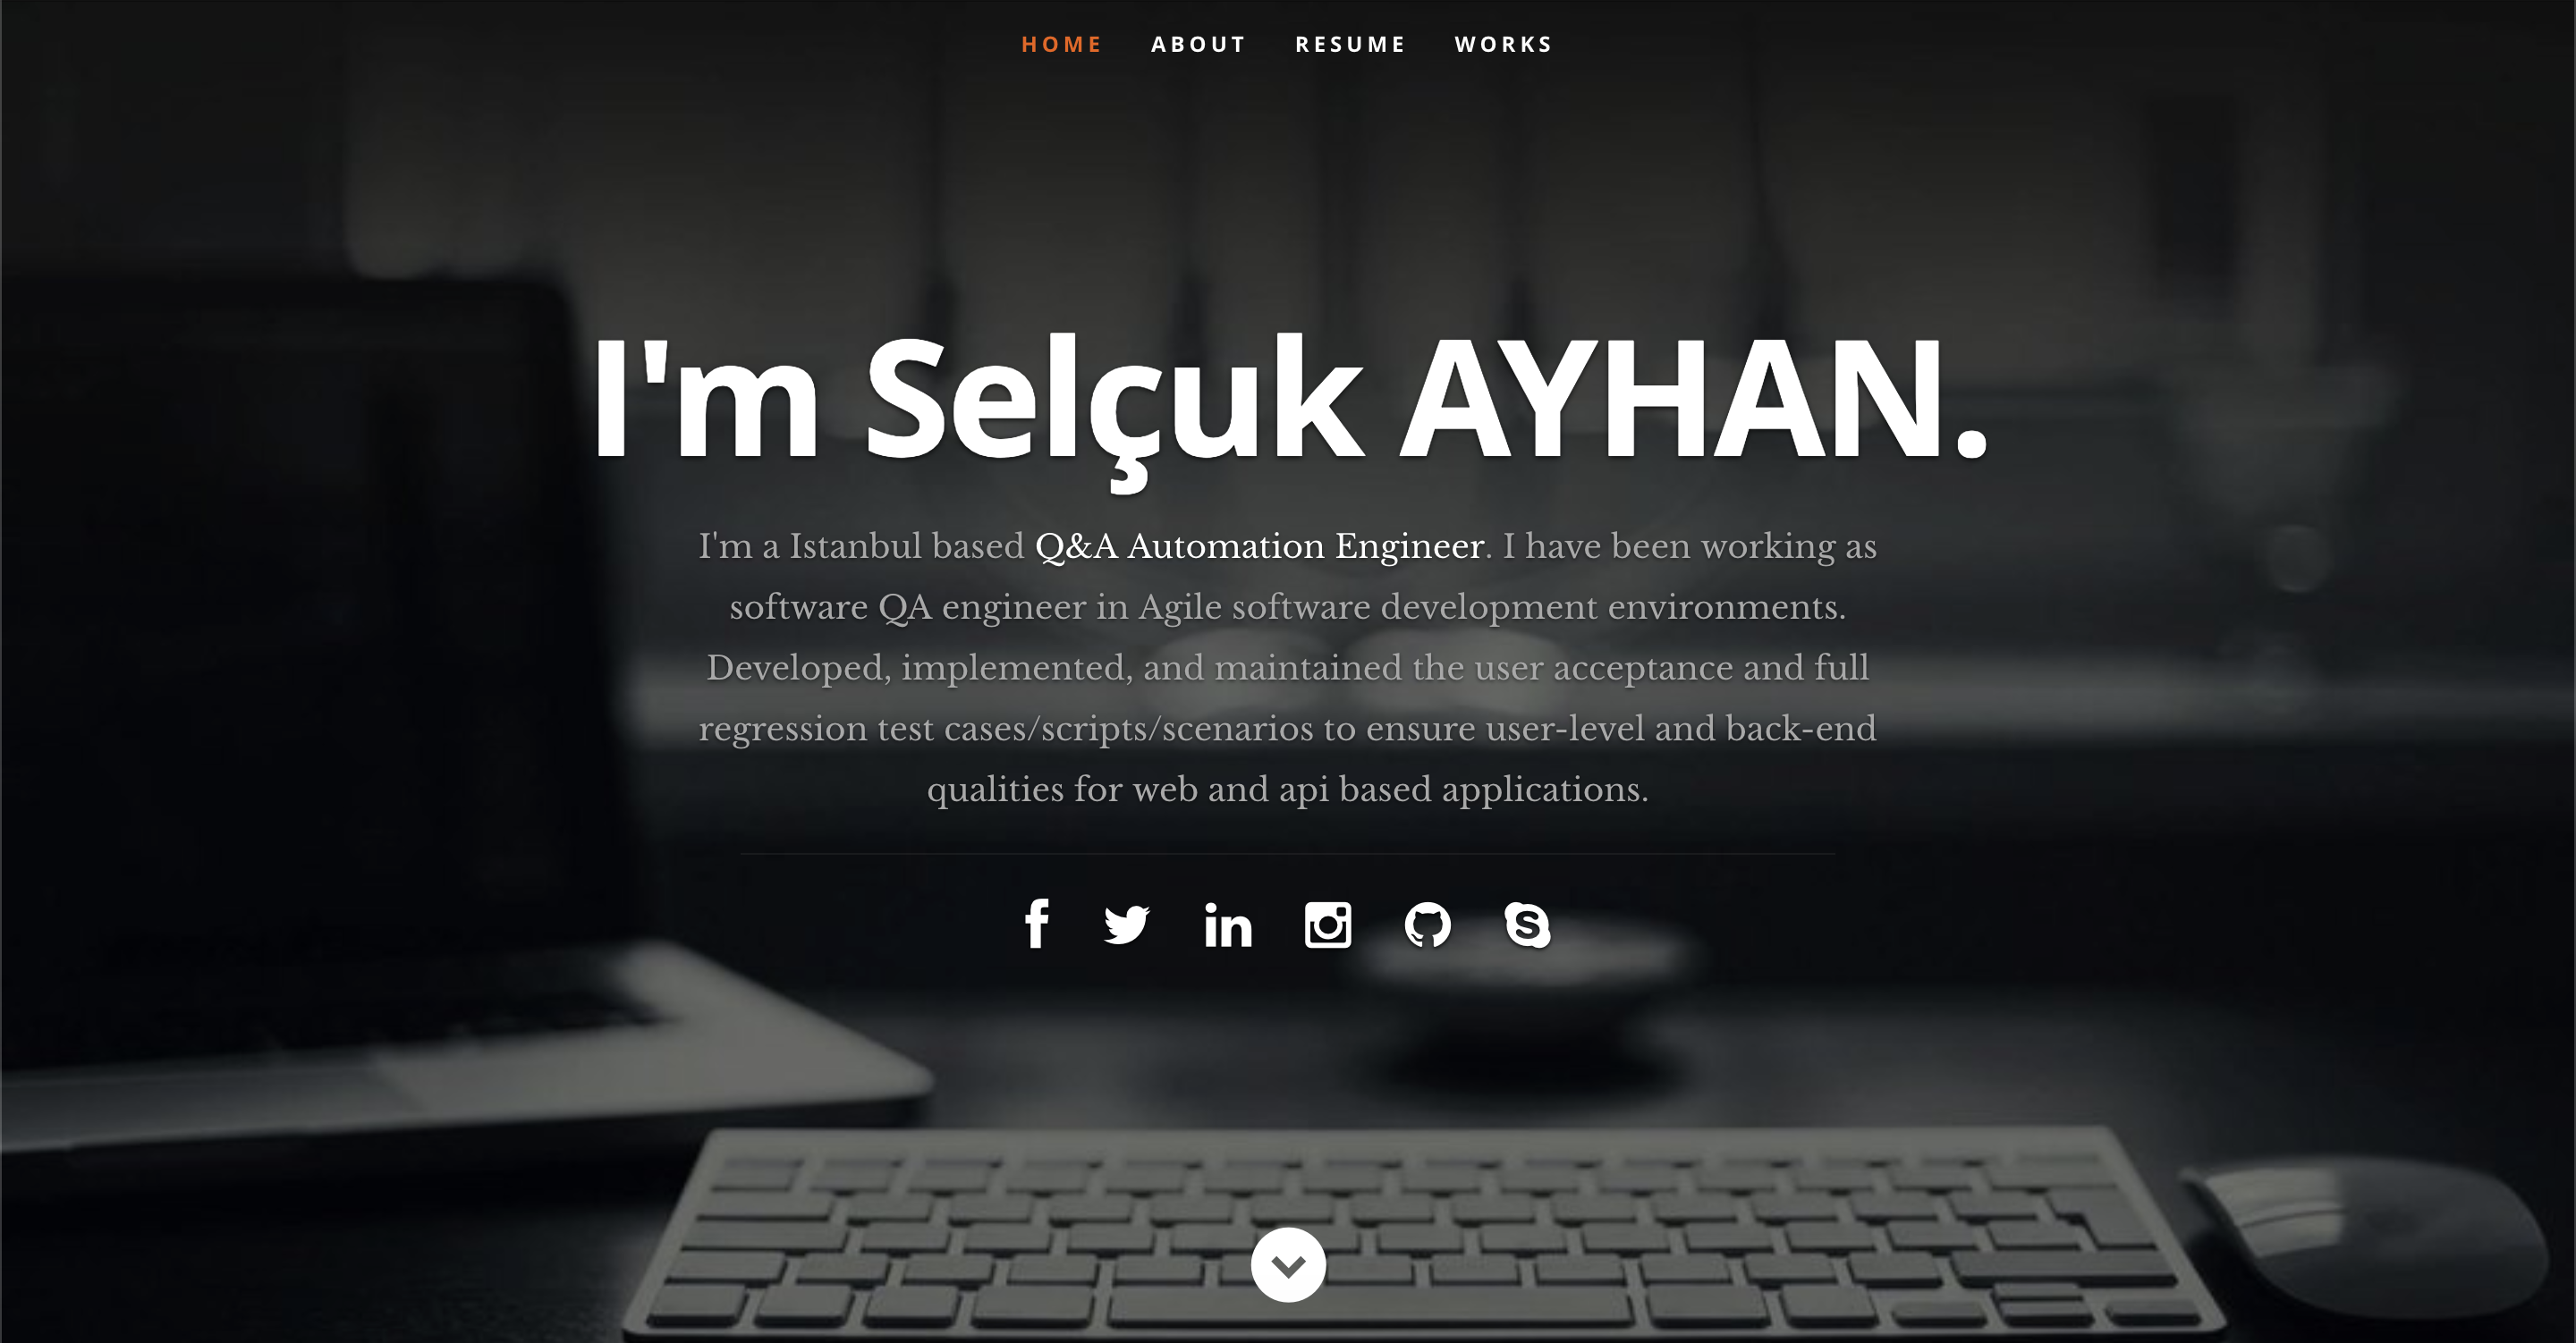 HOME ABOUT RESUME WORKS
I'm Selçuk AYHAN.
I'm a Istanbul based Q&A Automation Engineer. I have been working as
software QA engineer in Agile software development environments.
Developed, implemented, and maintained the user acceptance and full
regression test cases/scripts/scenarios to ensure user-level and back-end
qualities for web and api based applications.